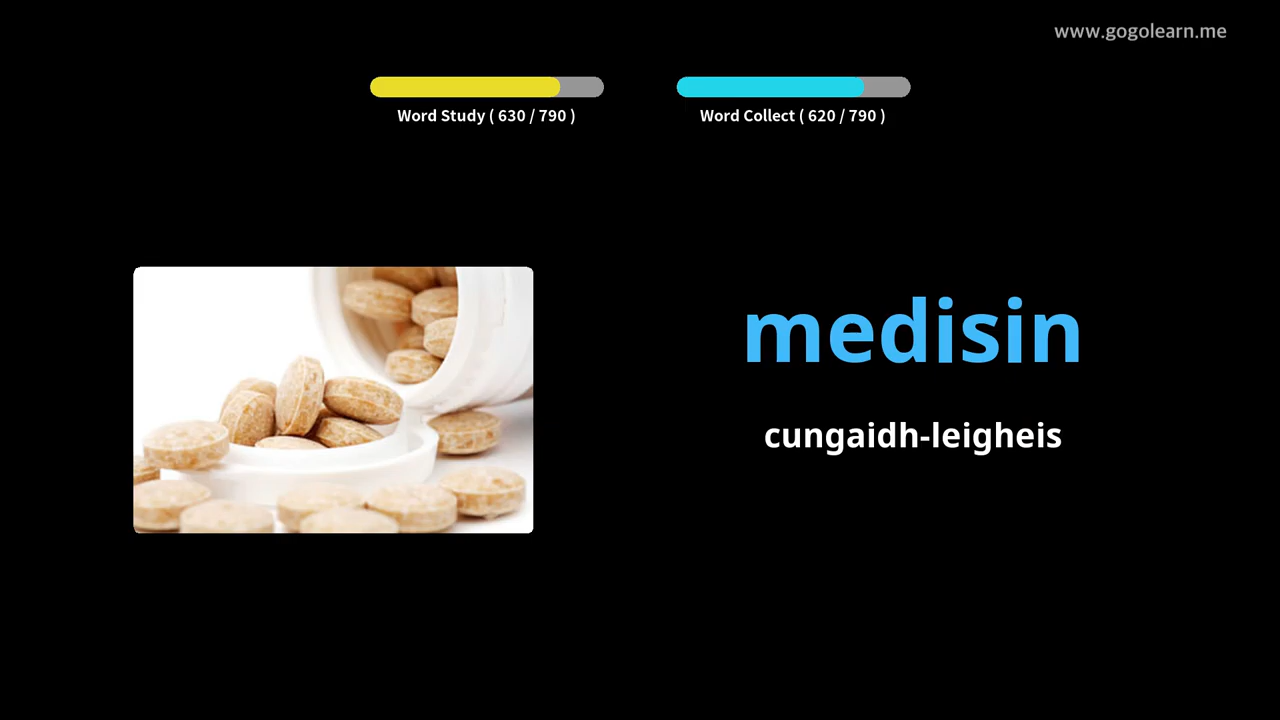 www.gogolearn.me
Word Study ( 630 / 790 )
Word Collect ( 620 / 790 )
medisin
cungaidh-leigheis